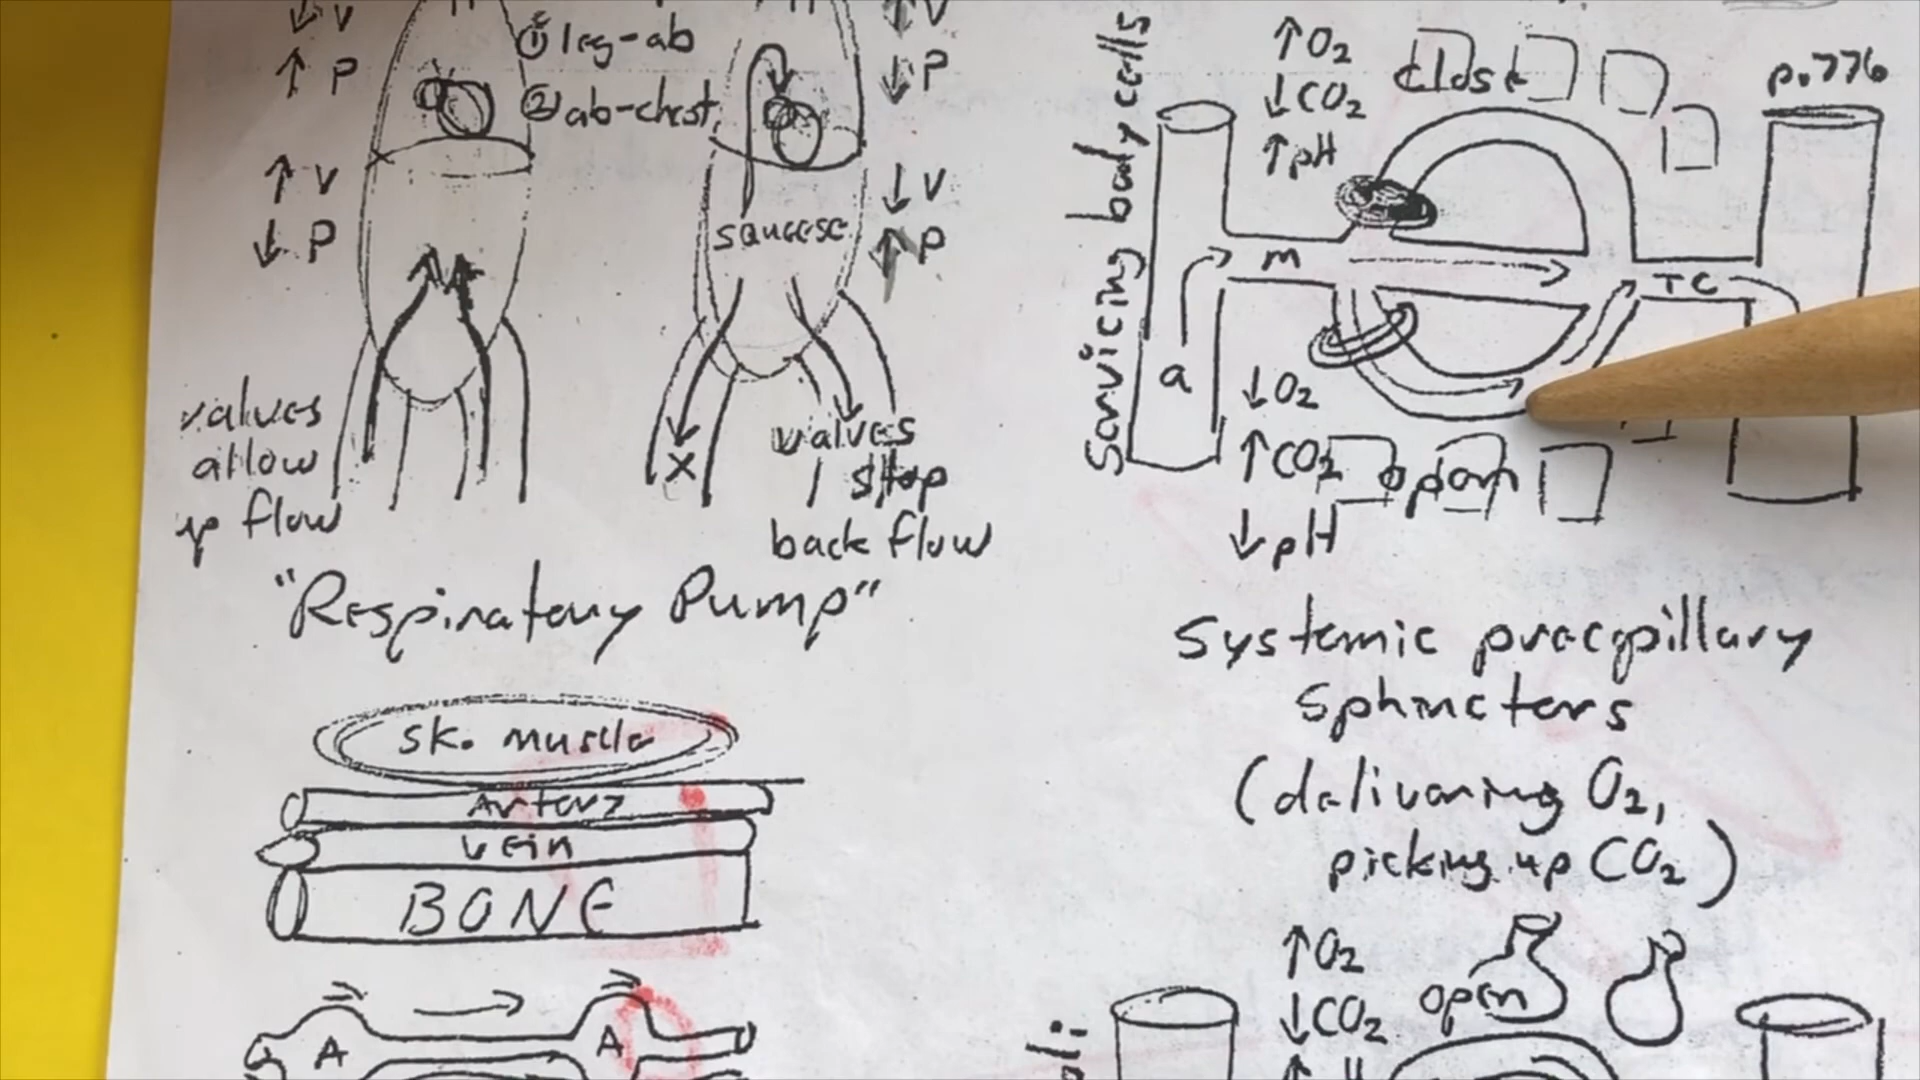 ↓V
↑P
① leg-ab
② ab-chest
↑V
↓P
↑V
↓P
↓V
↑P
squeeze
valves
allow
up flow
X
valves
stop
back flow
"Respiratory Pump"
sk. muscle
Artery
vein
BONE
A
A
Servicing body cells
↑O₂
↓CO₂
↑pH
close
p.776
m
TC
a
↓O₂
↑CO₂
↓pH
open
Systemic precapillary
sphincters
(delivering O₂,
picking up CO₂)
↑O₂
↓CO₂
open